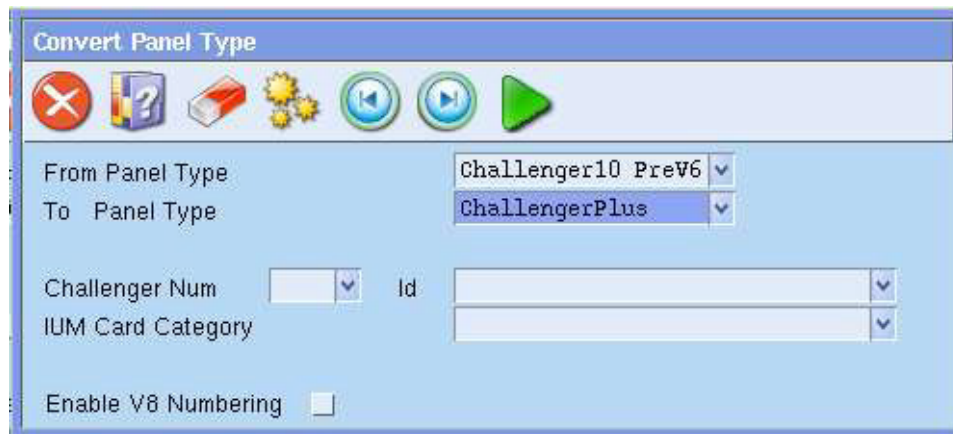 Convert Panel Type
From Panel Type Challenger10 PreV6
To Panel Type ChallengerPlus
Challenger Num Id
IUM Card Category
Enable V8 Numbering